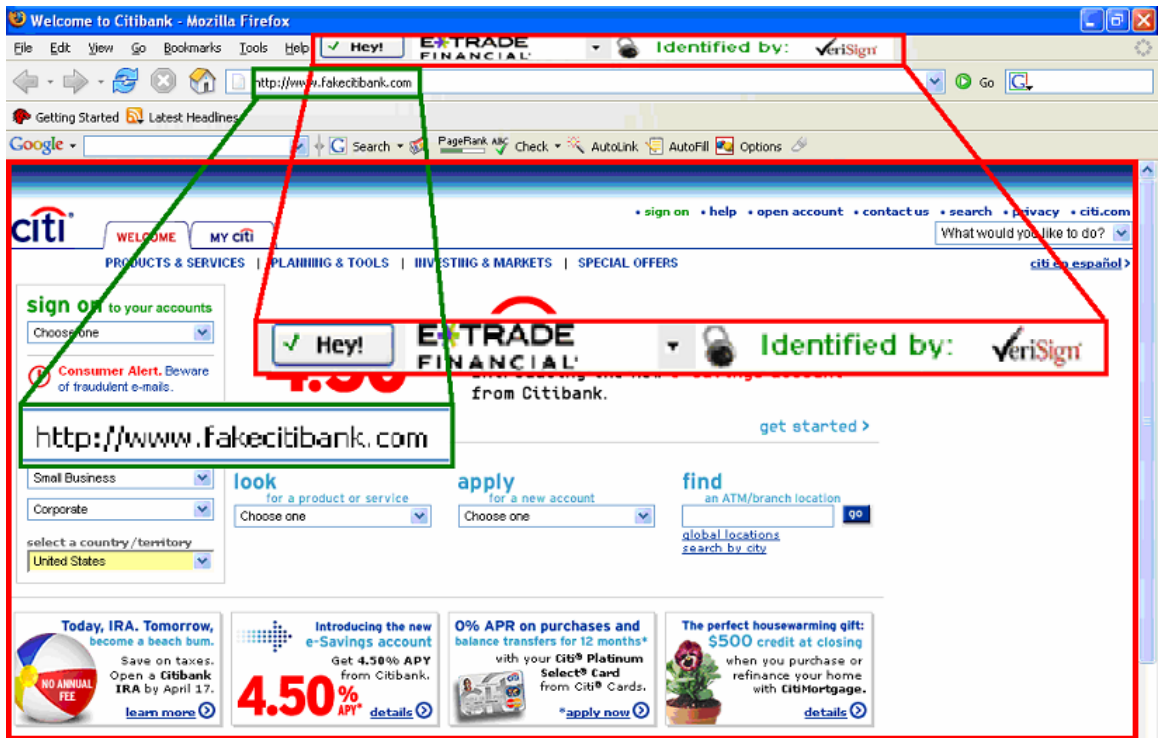 Welcome to Citibank - Mozilla Firefox
File Edit View Go Bookmarks Tools Help Hey! E*TRADE FINANCIAL Identified by: VeriSign
http://www.fakecitibank.com Go
Getting Started Latest Headlines
Google Search PageRank ABC Check AutoLink AutoFill Options
sign on help open account contact us search privacy citi.com
citi WELCOME MY citi What would you like to do?
PRODUCTS & SERVICES | PLANNING & TOOLS | INVESTING & MARKETS | SPECIAL OFFERS citi en español >
sign on to your accounts
Choose one
Hey! E*TRADE FINANCIAL Identified by: VeriSign
Consumer Alert. Beware
of fraudulent e-mails.
4.50
from Citibank.
get started >
http://www.fakecitibank.com
Small Business
Corporate
select a country/territory
United States
look
for a product or service
Choose one
apply
for a new account
Choose one
find
an ATM/branch location
go
global locations
search by city
Today, IRA. Tomorrow,
become a beach bum.
Save on taxes.
Open a Citibank
IRA by April 17.
NO ANNUAL
FEE
learn more
Introducing the new
e-Savings account
Get 4.50% APY
from Citibank.
4.50% APY*
details
0% APR on purchases and
balance transfers for 12 months*
with your Citi® Platinum
Select® Card
from Citi® Cards.
*apply now
The perfect housewarming gift:
$500 credit at closing
when you purchase or
refinance your home
with CitiMortgage.
details